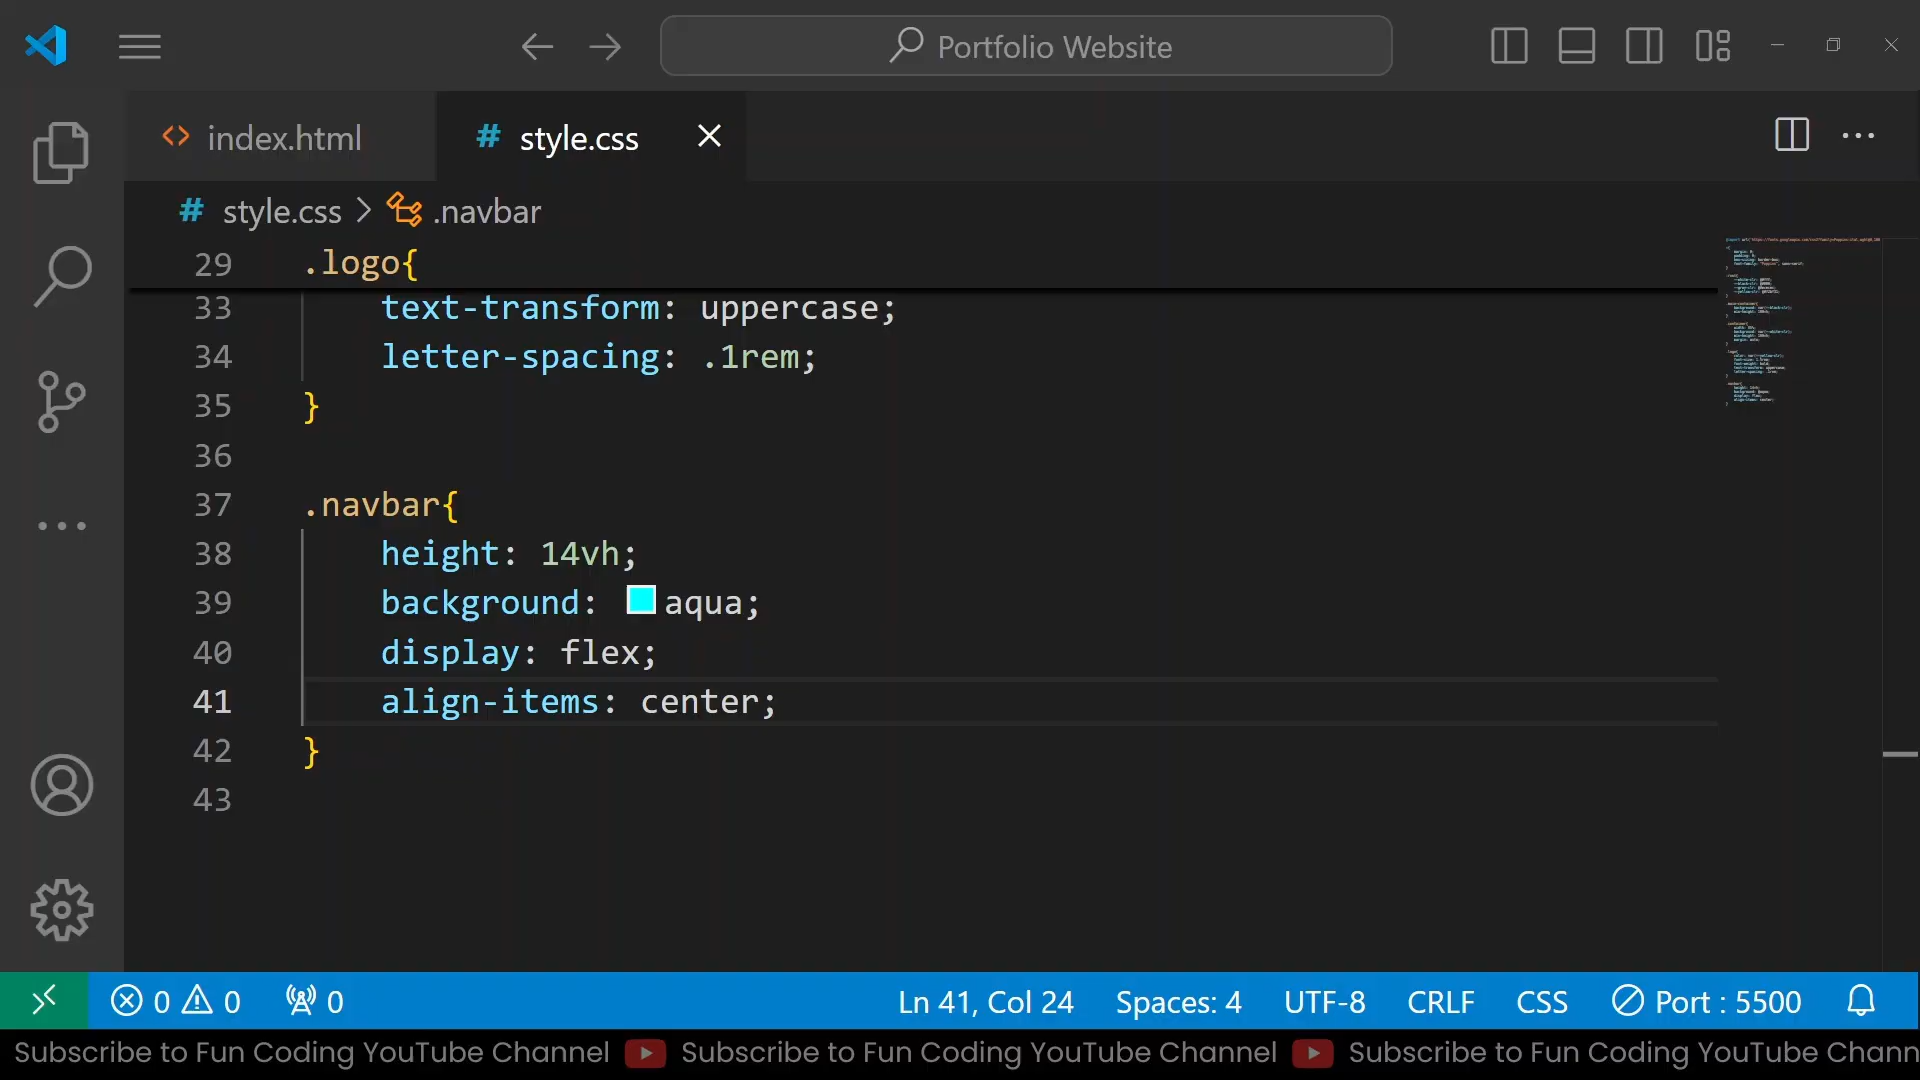 Portfolio Website
index.html
# style.css
# style.css > .navbar
29 .logo{
33 text-transform: uppercase;
34 letter-spacing: .1rem;
35 }
36
37 .navbar{
38 height: 14vh;
39 background: aqua;
40 display: flex;
41 align-items: center;
42 }
43
0 0 0 Ln 41, Col 24 Spaces: 4 UTF-8 CRLF CSS Port : 5500
Subscribe to Fun Coding YouTube Channel Subscribe to Fun Coding YouTube Channel Subscribe to Fun Coding YouTube Chann